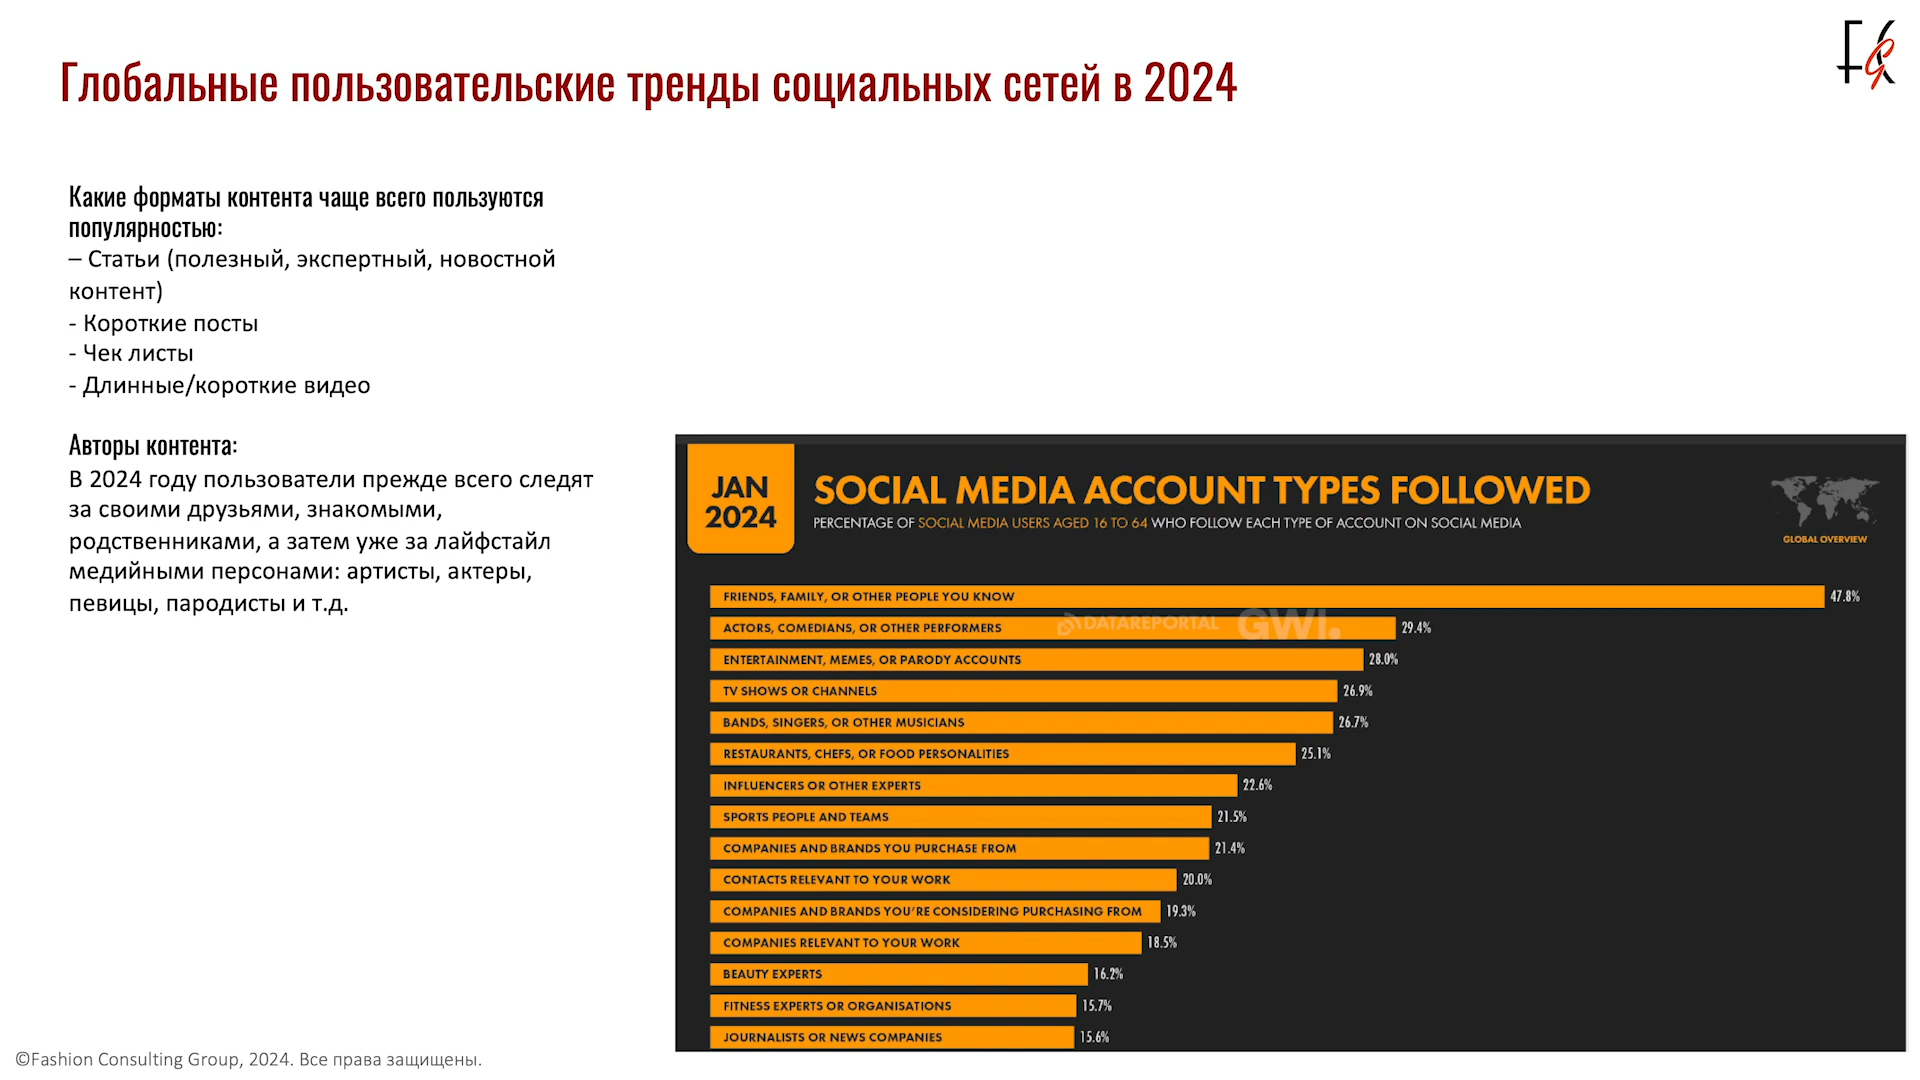 FCG
Глобальные пользовательские тренды социальных сетей в 2024
Какие форматы контента чаще всего пользуются
популярностью:
– Статьи (полезный, экспертный, новостной
контент)
- Короткие посты
- Чек листы
- Длинные/короткие видео
Авторы контента:
В 2024 году пользователи прежде всего следят
за своими друзьями, знакомыми,
родственниками, а затем уже за лайфстайл
медийными персонами: артисты, актеры,
певицы, пародисты и т.д.
JAN
2024
SOCIAL MEDIA ACCOUNT TYPES FOLLOWED
PERCENTAGE OF SOCIAL MEDIA USERS AGED 16 TO 64 WHO FOLLOW EACH TYPE OF ACCOUNT ON SOCIAL MEDIA
GLOBAL OVERVIEW
FRIENDS, FAMILY, OR OTHER PEOPLE YOU KNOW 47.8%
DATAREPORTAL GWI.
ACTORS, COMEDIANS, OR OTHER PERFORMERS 29.4%
ENTERTAINMENT, MEMES, OR PARODY ACCOUNTS 28.0%
TV SHOWS OR CHANNELS 26.9%
BANDS, SINGERS, OR OTHER MUSICIANS 26.7%
RESTAURANTS, CHEFS, OR FOOD PERSONALITIES 25.1%
INFLUENCERS OR OTHER EXPERTS 22.6%
SPORTS PEOPLE AND TEAMS 21.5%
COMPANIES AND BRANDS YOU PURCHASE FROM 21.4%
CONTACTS RELEVANT TO YOUR WORK 20.0%
COMPANIES AND BRANDS YOU'RE CONSIDERING PURCHASING FROM 19.3%
COMPANIES RELEVANT TO YOUR WORK 18.5%
BEAUTY EXPERTS 16.2%
FITNESS EXPERTS OR ORGANISATIONS 15.7%
JOURNALISTS OR NEWS COMPANIES 15.6%
©Fashion Consulting Group, 2024. Все права защищены.